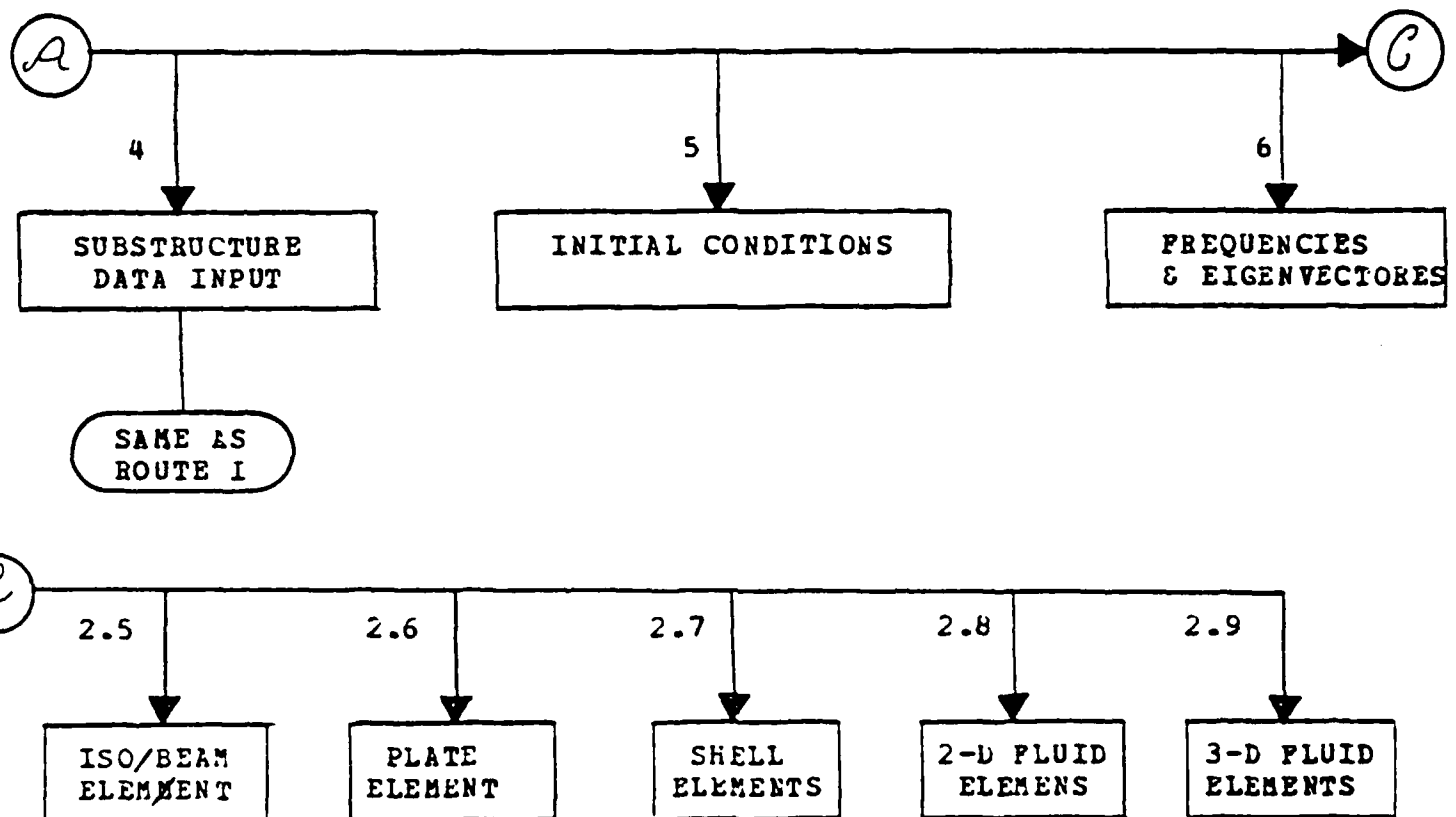 A
C
4
5
6
SUBSTRUCTURE
DATA INPUT
INITIAL CONDITIONS
FREQUENCIES
& EIGENVECTORES
SAME AS
ROUTE I
2.5
2.6
2.7
2.8
2.9
ISO/BEAM
ELEMMENT
PLATE
ELEMENT
SHELL
ELEMENTS
2-D FLUID
ELEMENS
3-D FLUID
ELEMENTS